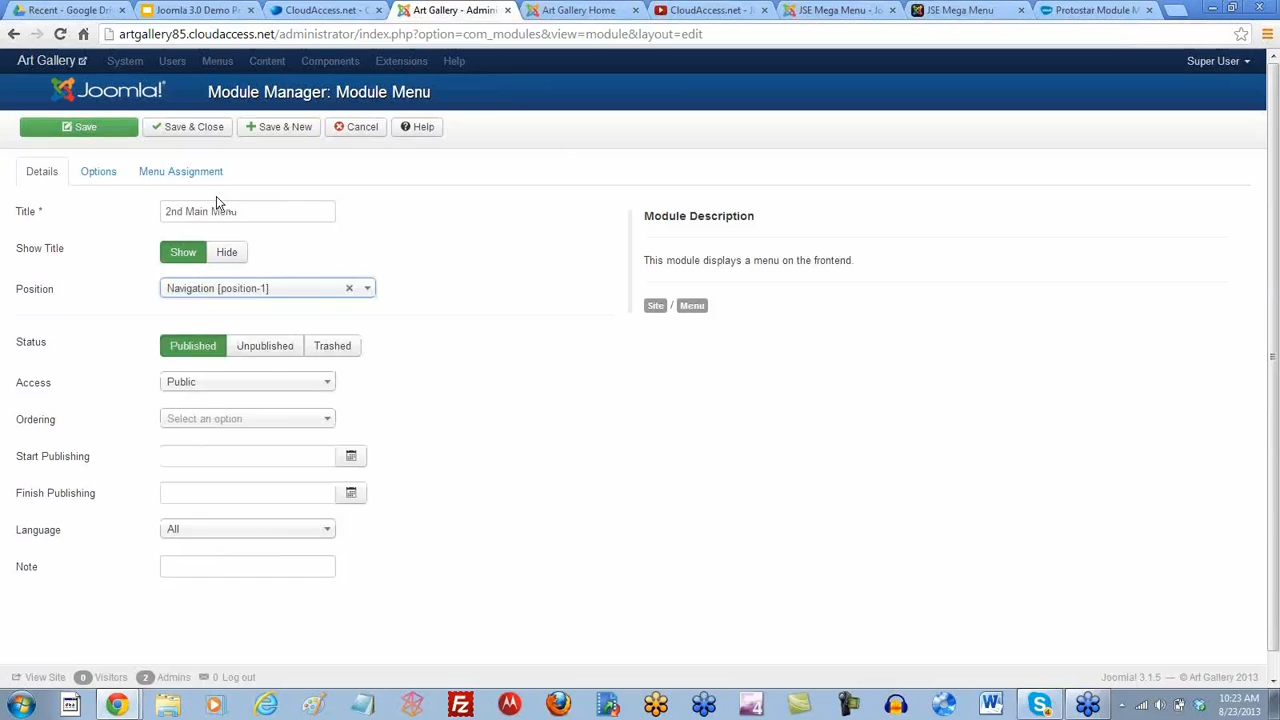 Recent - Google Dri
Joomla 3.0 Demo P
CloudAccess.net - C
Art Gallery - Admini
Art Gallery Home
CloudAccess.net - J
JSE Mega Menu - Jo
JSE Mega Menu
Protostar Module M
artgallery85.cloudaccess.net/administrator/index.php?option=com_modules&view=module&layout=edit
Art Gallery System Users Menus Content Components Extensions Help Super User
Joomla!® Module Manager: Module Menu
Save Save & Close Save & New Cancel Help
Details Options Menu Assignment
Title * 2nd Main Menu
Module Description
Show Title Show Hide
This module displays a menu on the frontend.
Position Navigation [position-1]
Site / Menu
Status Published Unpublished Trashed
Access Public
Ordering Select an option
Start Publishing
Finish Publishing
Language All
Note
View Site 0 Visitors 2 Admins 0 Log out Joomla! 3.1.5 — © Art Gallery 2013
10:23 AM
8/23/2013